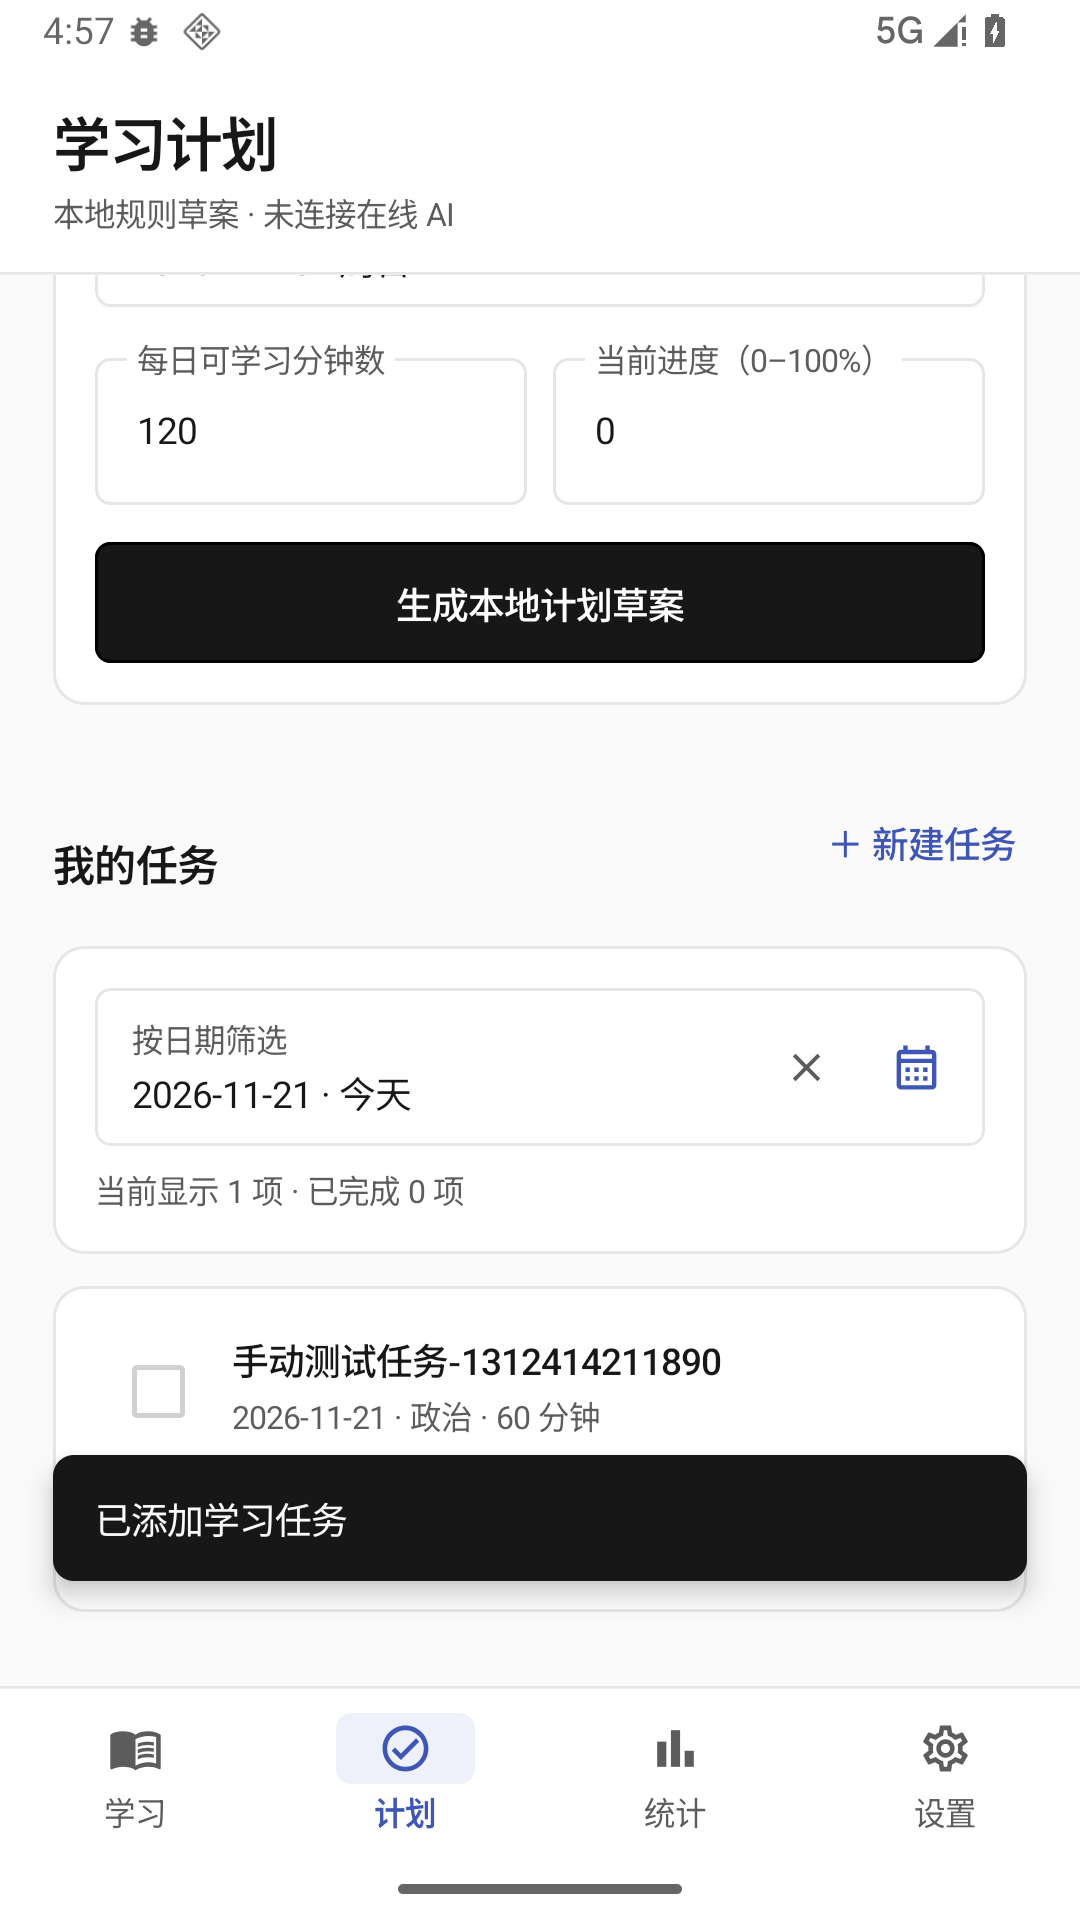 4:57
5G
学习计划
本地规则草案 · 未连接在线 AI
每日可学习分钟数
120
当前进度（0–100%）
0
生成本地计划草案
我的任务
+ 新建任务
按日期筛选
2026-11-21 · 今天
当前显示 1 项 · 已完成 0 项
手动测试任务-1312414211890
2026-11-21 · 政治 · 60 分钟
已添加学习任务
学习
计划
统计
设置